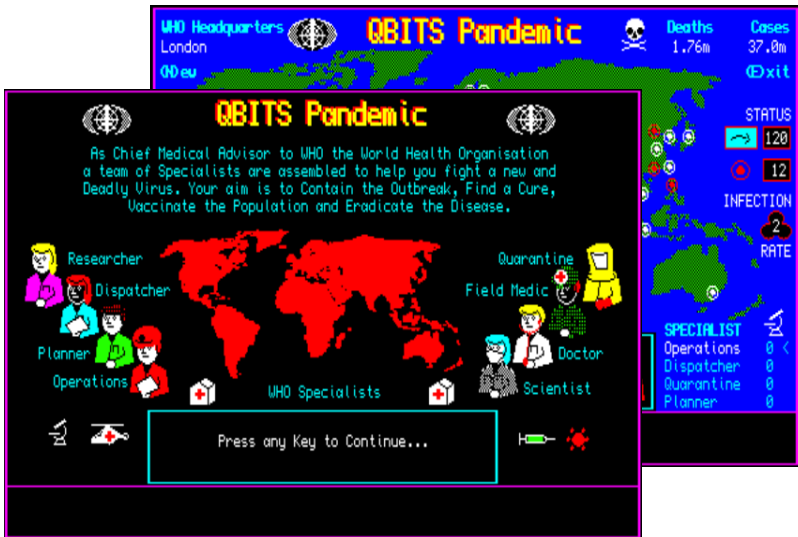 WHO Headquarters
London
QBITS Pandemic
Deaths
1.76m
Cases
37.0m
(N)ew
(E)xit
STATUS
120
12
INFECTION
2
RATE
SPECIALIST
Operations 0 <
Dispatcher 0
Quarantine 0
Planner 0
QBITS Pandemic
As Chief Medical Advisor to WHO the World Health Organisation
a team of Specialists are assembled to help you fight a new and
Deadly Virus. Your aim is to Contain the Outbreak, Find a Cure,
Vaccinate the Population and Eradicate the Disease.
Researcher
Dispatcher
Planner
Operations
Quarantine
Field Medic
Doctor
Scientist
WHO Specialists
Press any Key to Continue...